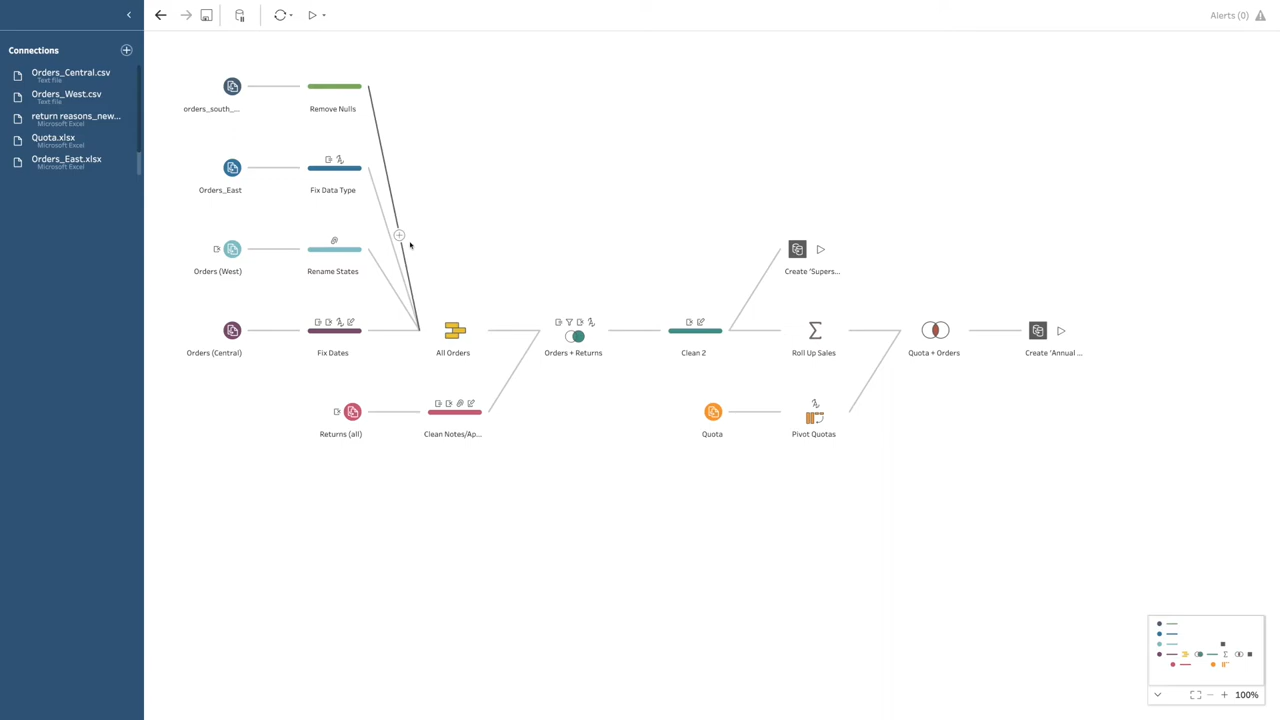 Alerts (0)
Connections
Orders_Central.csv
Text file
Orders_West.csv
Text file
return reasons_new...
Microsoft Excel
Quota.xlsx
Microsoft Excel
Orders_East.xlsx
Microsoft Excel
orders_south_...
Remove Nulls
Orders_East
Fix Data Type
Orders (West)
Rename States
Create 'Supers...
Orders (Central)
Fix Dates
All Orders
Orders + Returns
Clean 2
Roll Up Sales
Quota + Orders
Create 'Annual ...
Returns (all)
Clean Notes/Ap...
Quota
Pivot Quotas
100%